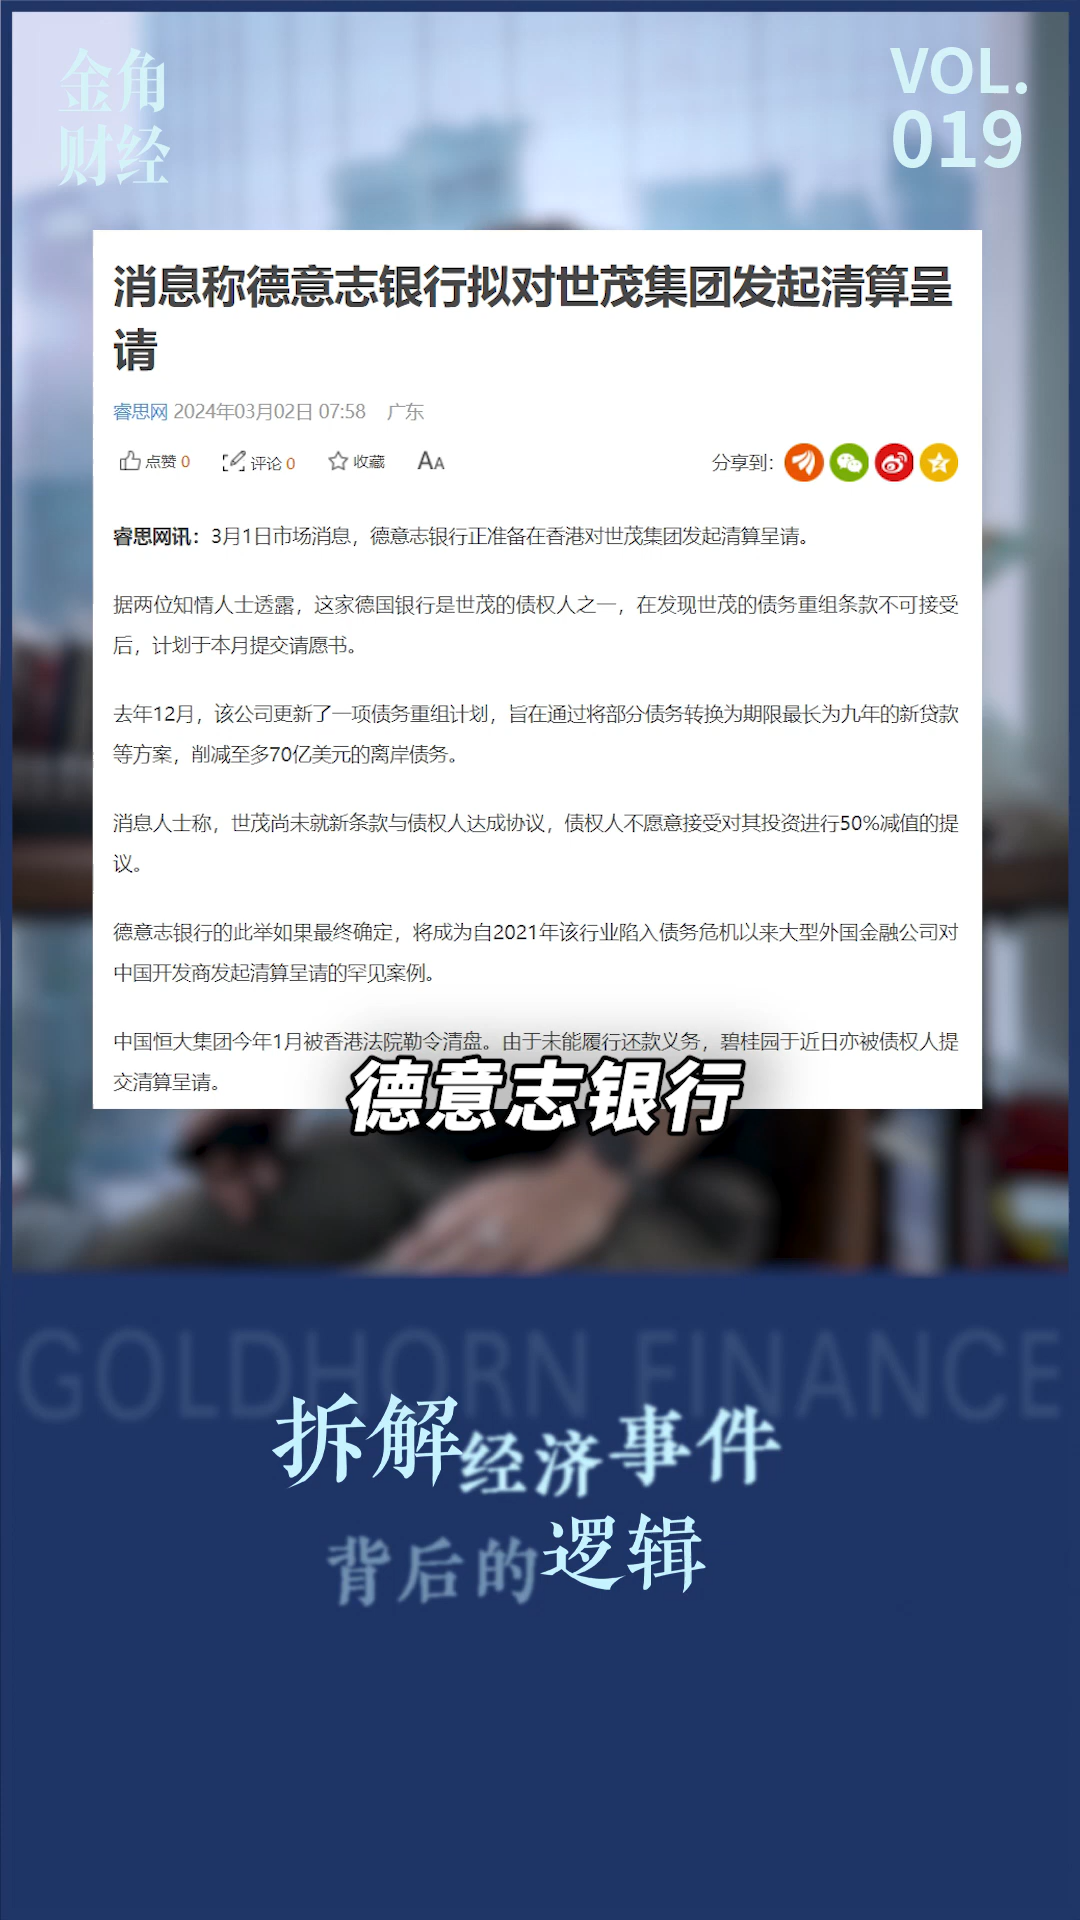 金角
财经
VOL.
019
消息称德意志银行拟对世茂集团发起清算呈
请
睿思网 2024年03月02日 07:58 广东
点赞 0 评论 0 收藏 AA 分享到:
睿思网讯：3月1日市场消息，德意志银行正准备在香港对世茂集团发起清算呈请。
据两位知情人士透露，这家德国银行是世茂的债权人之一，在发现世茂的债务重组条款不可接受
后，计划于本月提交请愿书。
去年12月，该公司更新了一项债务重组计划，旨在通过将部分债务转换为期限最长为九年的新贷款
等方案，削减至多70亿美元的离岸债务。
消息人士称，世茂尚未就新条款与债权人达成协议，债权人不愿意接受对其投资进行50%减值的提
议。
德意志银行的此举如果最终确定，将成为自2021年该行业陷入债务危机以来大型外国金融公司对
中国开发商发起清算呈请的罕见案例。
中国恒大集团今年1月被香港法院勒令清盘。由于未能履行还款义务，碧桂园于近日亦被债权人提
交清算呈请。
德意志银行
GOLDHORN FINANCE
拆解经济事件
背后的逻辑